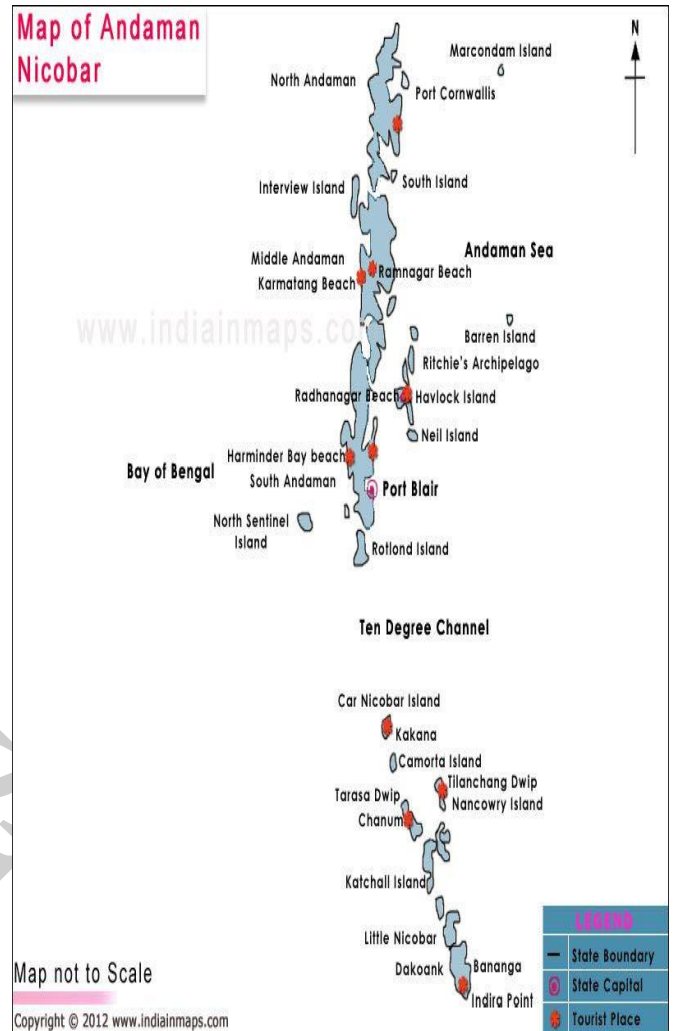 Map of Andaman
Nicobar
N
Marcondam Island
North Andaman
Port Cornwallis
South Island
Interview Island
Andaman Sea
Middle Andaman
Ramnagar Beach
Karmatang Beach
www.indiainmaps.com
Barren Island
Ritchie's Archipelago
Radhanagar Beach
Havlock Island
Neil Island
Harminder Bay beach
Bay of Bengal
South Andaman
Port Blair
North Sentinel
Island
Rotlond Island
Ten Degree Channel
Car Nicobar Island
Kakana
Camorta Island
Tilanchang Dwip
Tarasa Dwip
Nancowry Island
Chanum
Katchall Island
Little Nicobar
Dakoank
Bananga
Indira Point
LEGEND
State Boundary
State Capital
Tourist Place
Map not to Scale
Copyright © 2012 www.indiainmaps.com